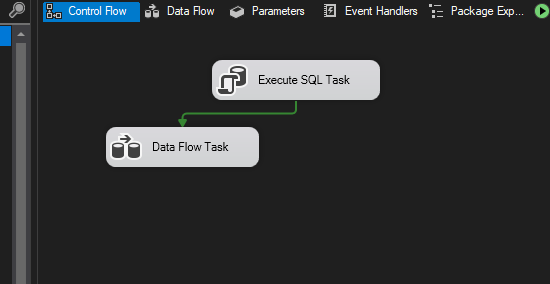 Control Flow
Data Flow
Parameters
Event Handlers
Package Exp...
Execute SQL Task
Data Flow Task